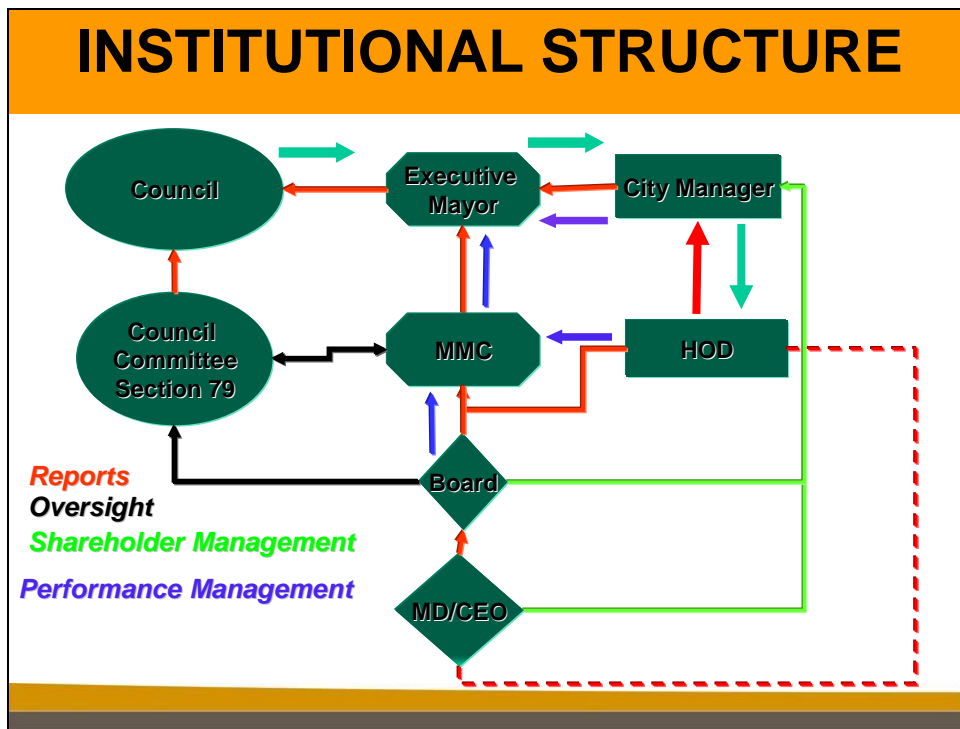 INSTITUTIONAL STRUCTURE
Council
Executive
Mayor
City Manager
Council
Committee
Section 79
MMC
HOD
Reports
Oversight
Shareholder Management
Performance Management
Board
MD/CEO